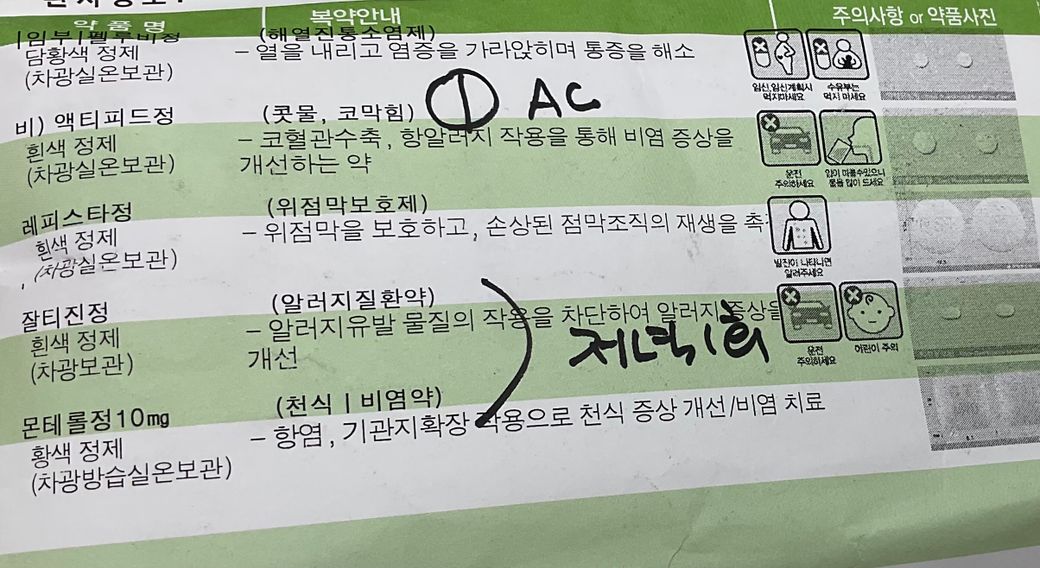 약 품 명
복약안내
주의사항 or 약품사진
(해열진통소염제)
담황색 정제
- 열을 내리고 염증을 가라앉히며 통증을 해소
(차광실온보관)
임신, 임신계획시
먹지마세요
수유부는
먹지 마세요
① AC
비) 액티피드정
(콧물, 코막힘)
흰색 정제
- 코혈관수축, 항알러지 작용을 통해 비염 증상을
(차광실온보관)
개선하는 약
운전
주의하세요
입이 마를수있으니
물을 많이 드세요
레피스타정
(위점막보호제)
흰색 정제
- 위점막을 보호하고, 손상된 점막조직의 재생을 촉
(차광실온보관)
발진이 나타나면
알려주세요
잘티진정
(알러지질환약)
흰색 정제
- 알러지유발 물질의 작용을 차단하여 알러지증상을
(차광보관)
개선
저녁1회
운전
주의하세요
어린이 주의
몬테롤정10mg
(천식 | 비염약)
황색 정제
- 항염, 기관지확장 작용으로 천식 증상 개선/비염 치료
(차광방습실온보관)